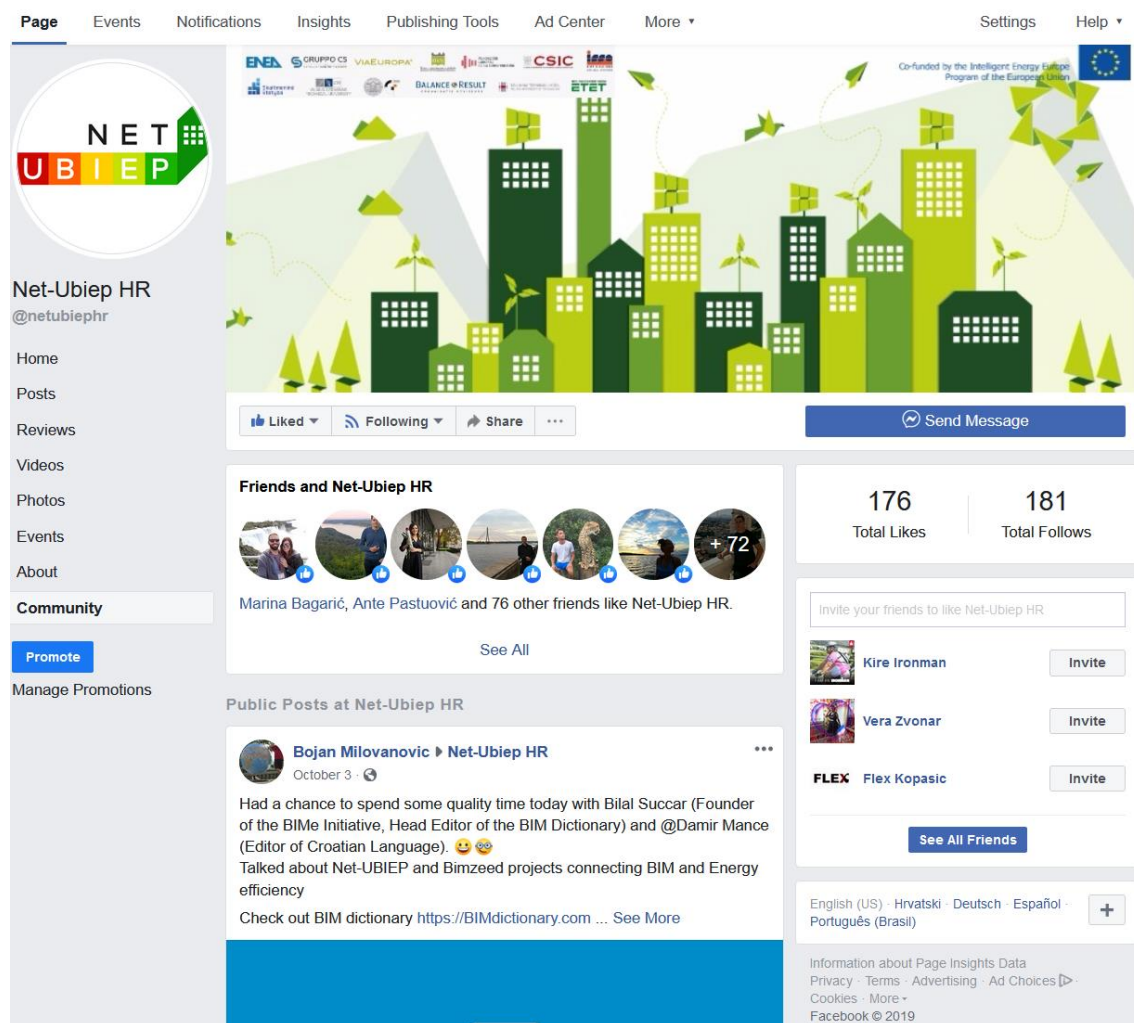 Page Events Notifications Insights Publishing Tools Ad Center More Settings Help
ENEA GRUPPO CS VIAEUROPA CSIC
BALANCE & RESULT ETET
Co-funded by the Intelligent Energy Europe
Program of the European Union
NET
UBIEP
Net-Ubiep HR
@netubiephr
Home
Posts
Reviews
Videos
Photos
Events
About
Community
Promote
Manage Promotions
Liked Following Share ...
Send Message
Friends and Net-Ubiep HR
+ 72
Marina Bagarić, Ante Pastuović and 76 other friends like Net-Ubiep HR.
See All
Public Posts at Net-Ubiep HR
Bojan Milovanovic Net-Ubiep HR
October 3 ·
Had a chance to spend some quality time today with Bilal Succar (Founder
of the BIMe Initiative, Head Editor of the BIM Dictionary) and @Damir Mance
(Editor of Croatian Language). 😀 🤓
Talked about Net-UBIEP and Bimzeed projects connecting BIM and Energy
efficiency
Check out BIM dictionary https://BIMdictionary.com ... See More
176 181
Total Likes Total Follows
Invite your friends to like Net-Ubiep HR
Kire Ironman Invite
Vera Zvonar Invite
FLEX Flex Kopasic Invite
See All Friends
English (US) · Hrvatski · Deutsch · Español ·
Português (Brasil)
+
Information about Page Insights Data
Privacy · Terms · Advertising · Ad Choices ·
Cookies · More
Facebook © 2019